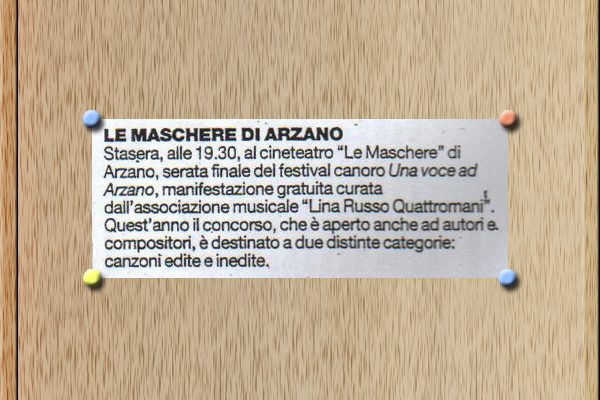 LE MASCHERE DI ARZANO
Stasera, alle 19.30, al cineteatro “Le Maschere” di
Arzano, serata finale del festival canoro Una voce ad
Arzano, manifestazione gratuita curata
dall’associazione musicale “Lina Russo Quattromani”.
Quest’anno il concorso, che è aperto anche ad autori e
compositori, è destinato a due distinte categorie:
canzoni edite e inedite.